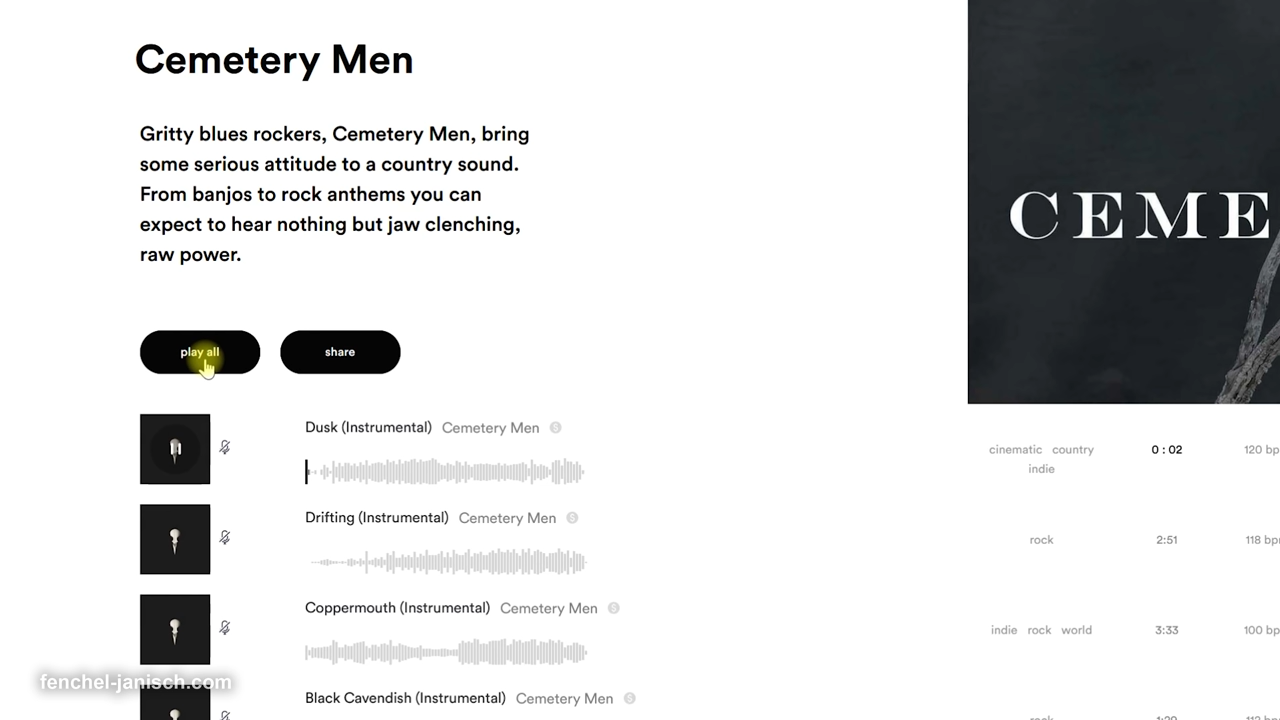 Cemetery Men
Gritty blues rockers, Cemetery Men, bring
some serious attitude to a country sound.
From banjos to rock anthems you can
expect to hear nothing but jaw clenching,
raw power.
CEME
play all share
Dusk (Instrumental) Cemetery Men S
cinematic country 0 : 02 120 bp
indie
Drifting (Instrumental) Cemetery Men S
rock 2:51 118 bp
Coppermouth (Instrumental) Cemetery Men S
indie rock world 3:33 100 bp
fenchel-janisch.com
Black Cavendish (Instrumental) Cemetery Men S